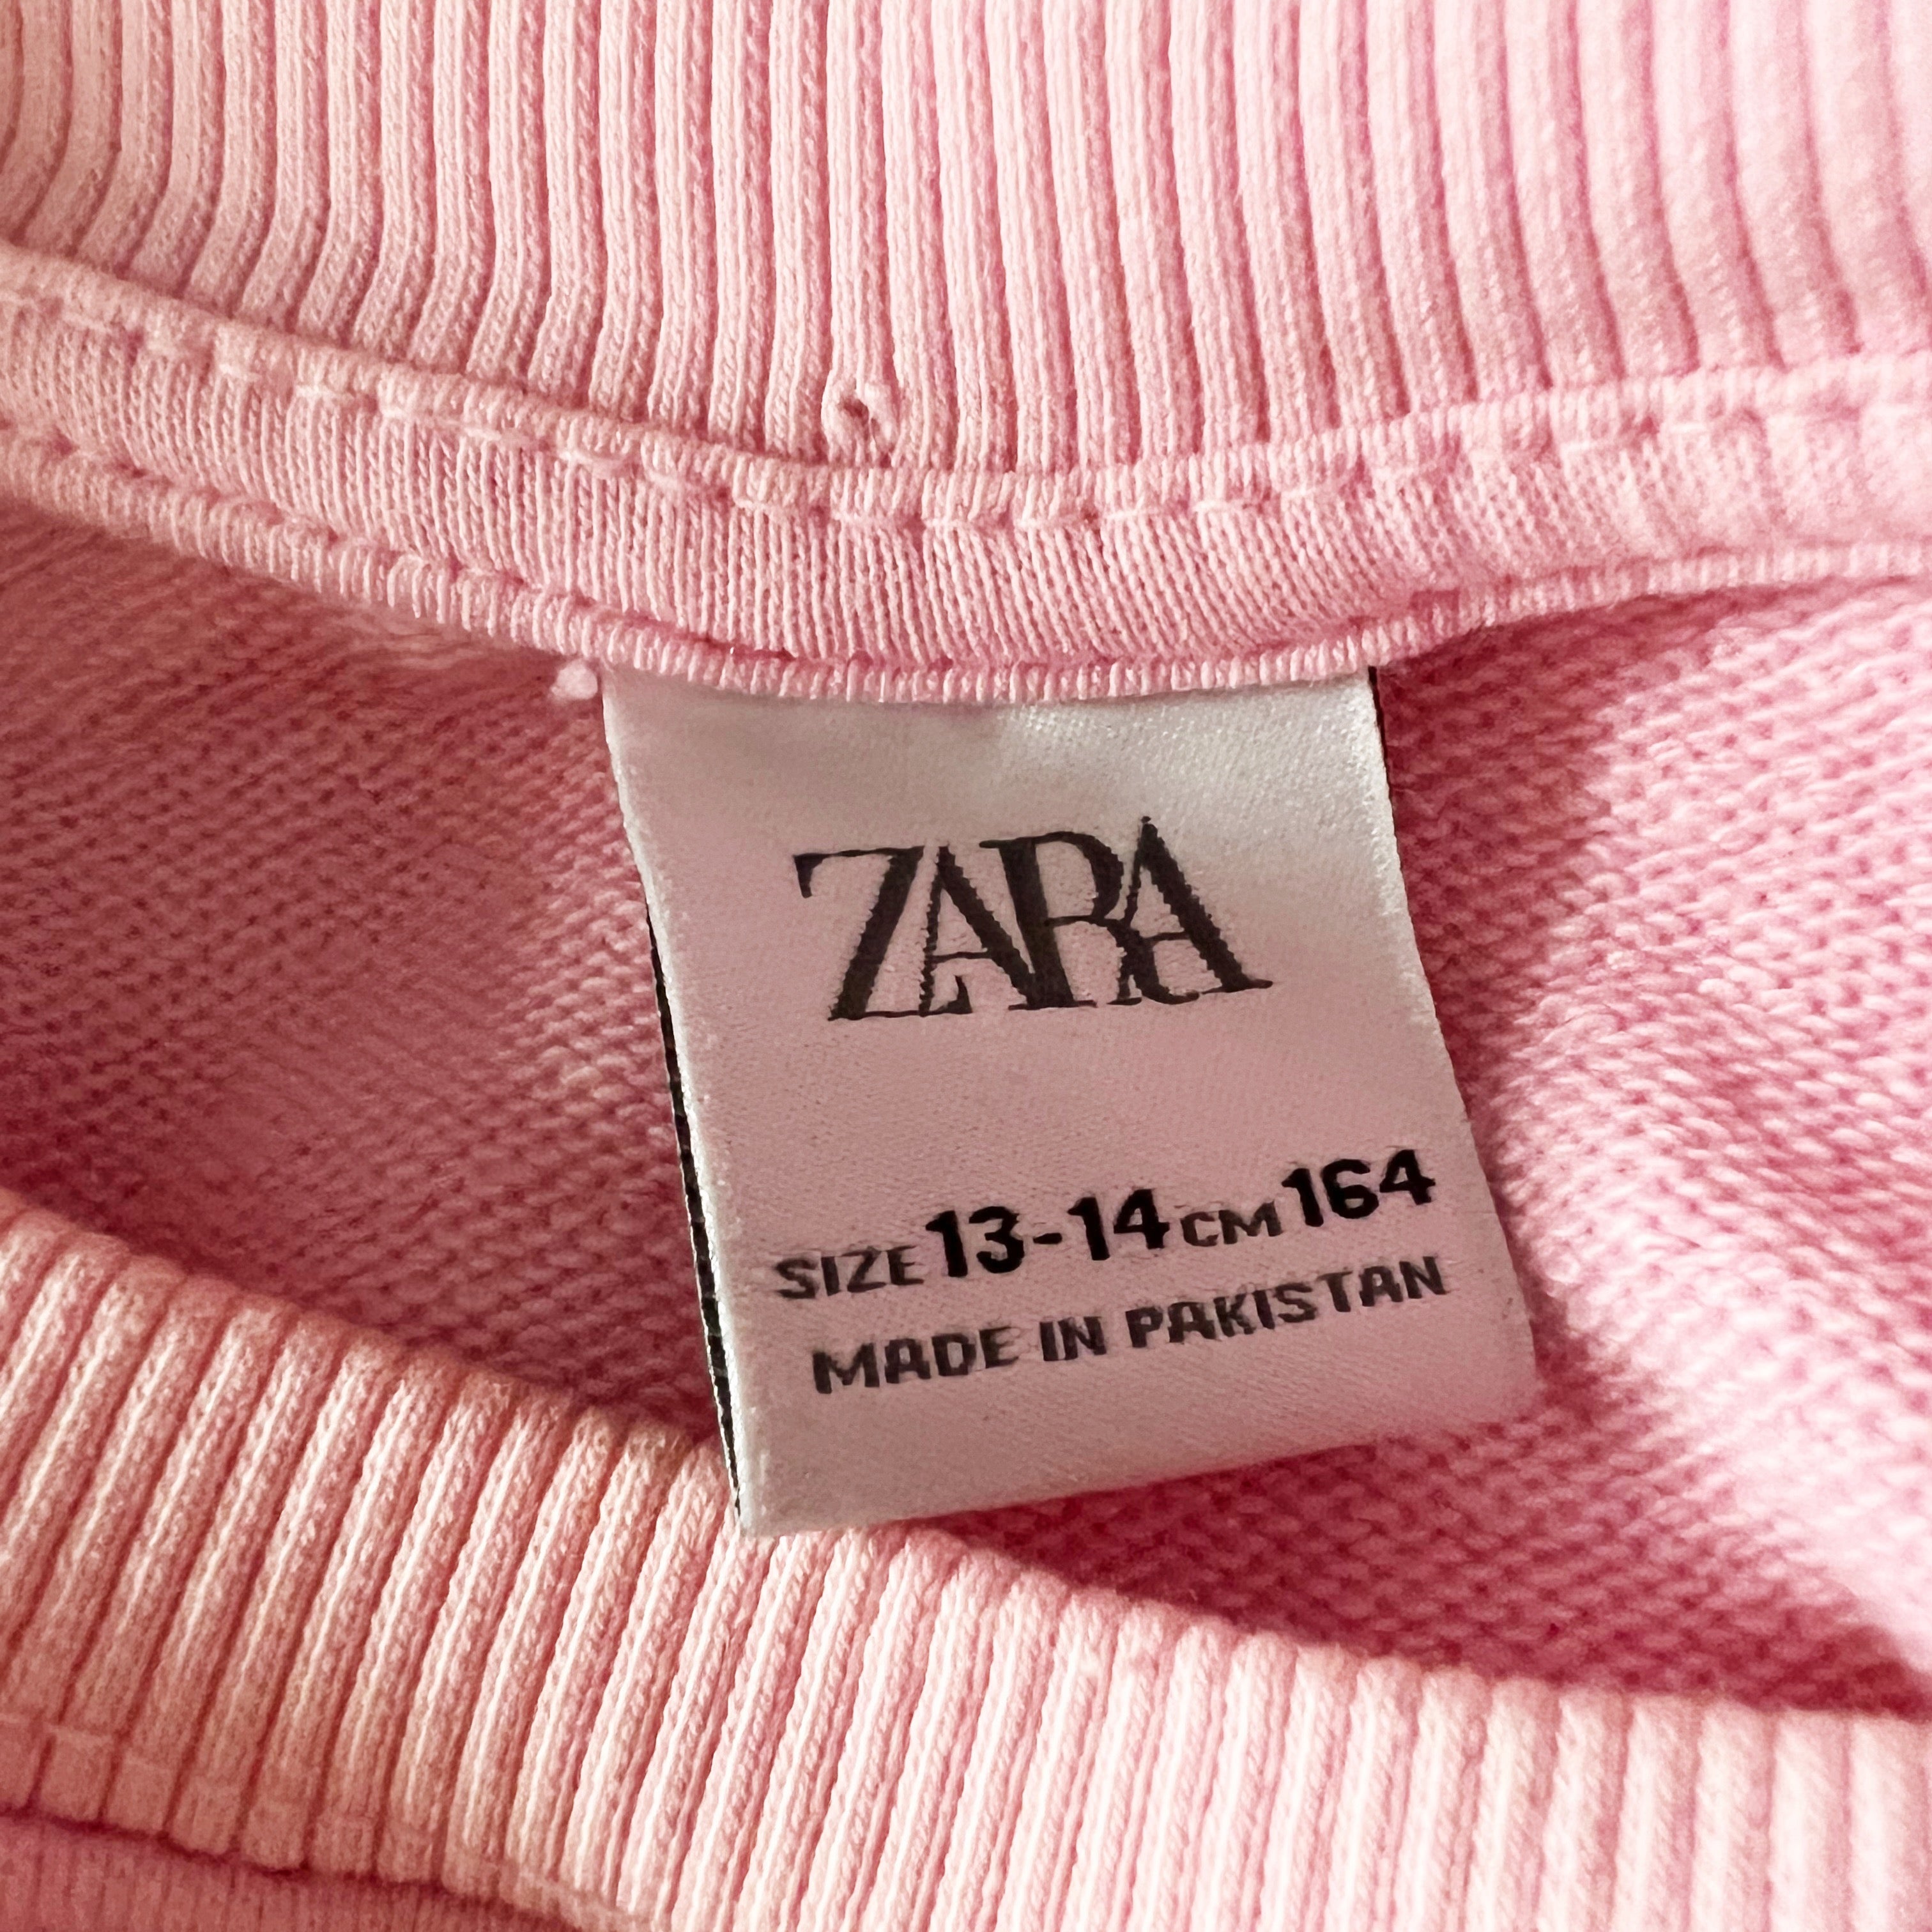 ZARA
SIZE 13-14 CM 164
MADE IN PAKISTAN